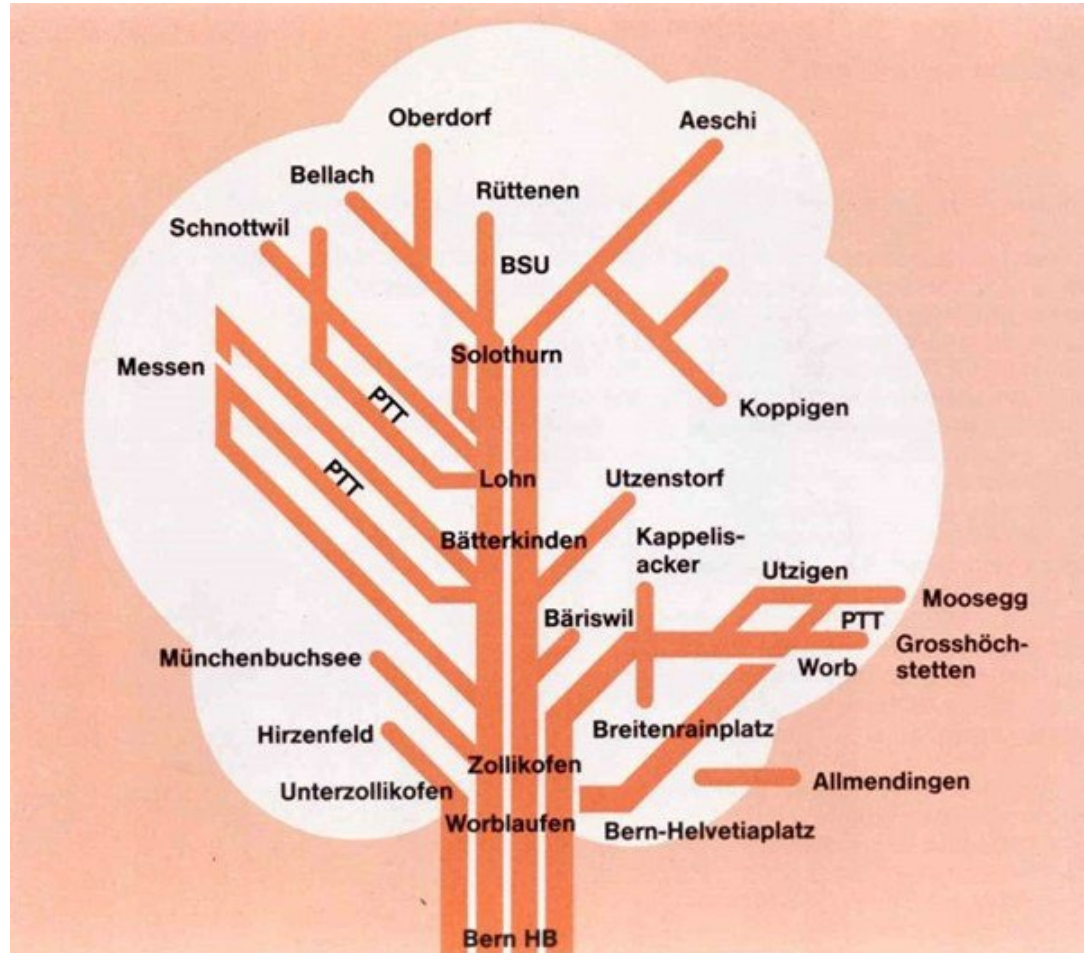 Oberdorf
Aeschi
Bellach
Rüttenen
Schnottwil
BSU
Solothurn
Messen
PTT
Koppigen
PTT
Lohn
Utzenstorf
Bätterkinden
Kappelis-
acker
Utzigen
Moosegg
Bäriswil
PTT
Grosshöch-
stetten
Münchenbuchsee
Worb
Hirzenfeld
Breitenrainplatz
Zollikofen
Allmendingen
Unterzollikofen
Worblaufen
Bern-Helvetiaplatz
Bern HB